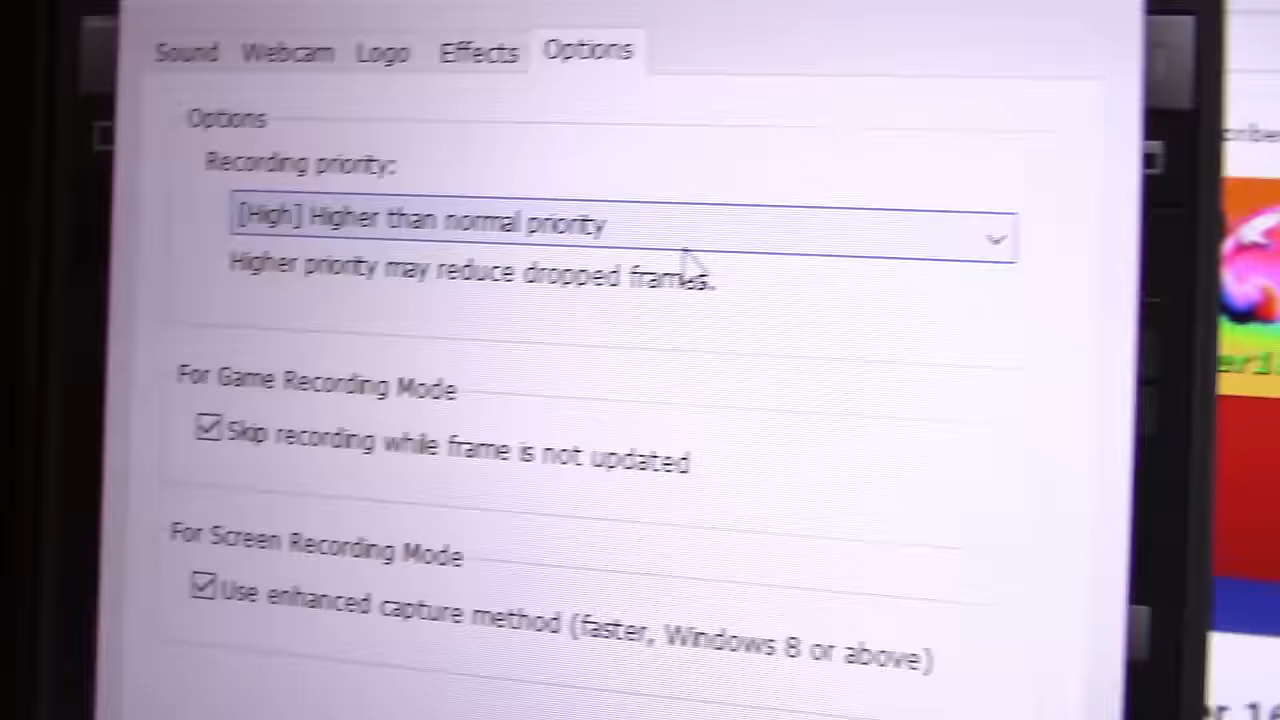 Sound Webcam Logo Effects Options
Options
Recording priority:
[High] Higher than normal priority
Higher priority may reduce dropped frames.
For Game Recording Mode
Skip recording while frame is not updated
For Screen Recording Mode
Use enhanced capture method (faster, Windows 8 or above)